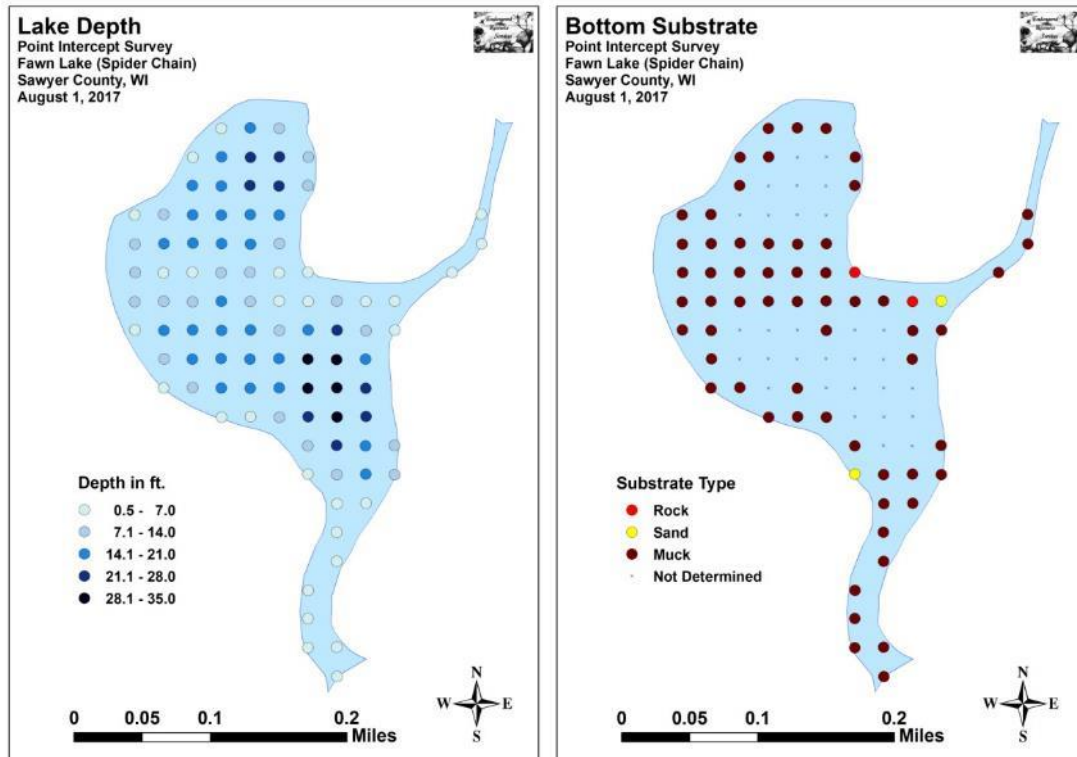 Lake Depth
Point Intercept Survey
Fawn Lake (Spider Chain)
Sawyer County, WI
August 1, 2017
Depth in ft.
0.5 - 7.0
7.1 - 14.0
14.1 - 21.0
21.1 - 28.0
28.1 - 35.0
N
W E
S
0 0.05 0.1 0.2
Miles
Bottom Substrate
Point Intercept Survey
Fawn Lake (Spider Chain)
Sawyer County, WI
August 1, 2017
Substrate Type
Rock
Sand
Muck
Not Determined
N
W E
S
0 0.05 0.1 0.2
Miles